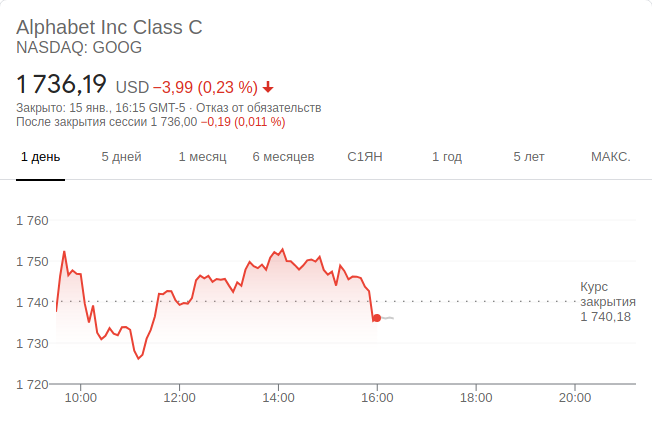 Alphabet Inc Class C
NASDAQ: GOOG
1 736,19 USD −3,99 (0,23 %)
Закрыто: 15 янв., 16:15 GMT-5 · Отказ от обязательств
После закрытия сессии 1 736,00 −0,19 (0,011 %)
1 день 5 дней 1 месяц 6 месяцев С1ЯН 1 год 5 лет МАКС.
1 760
1 750
1 740
1 730
1 720
Курс
закрытия
1 740,18
10:00 12:00 14:00 16:00 18:00 20:00